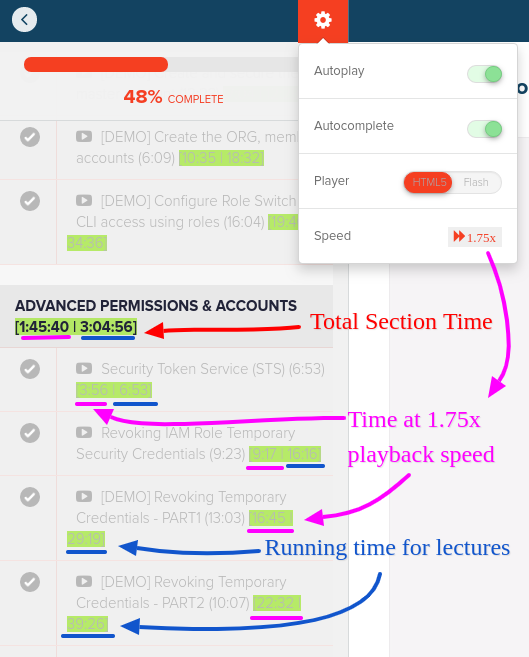 48% COMPLETE
Autoplay
Autocomplete
Player HTML5 Flash
Speed 1.75x
[DEMO] Create the ORG, mem
accounts (6:09) [10:35 | 18:32]
[DEMO] Configure Role Switch
CLI access using roles (16:04) [19:4
34:36]
ADVANCED PERMISSIONS & ACCOUNTS
[1:45:40 | 3:04:56]
Total Section Time
Security Token Service (STS) (6:53)
[3:56 | 6:53]
Time at 1.75x
playback speed
Revoking IAM Role Temporary
Security Credentials (9:23) [9:17 | 16:16]
[DEMO] Revoking Temporary
Credentials - PART1 (13:03) [16:45 |
29:19]
Running time for lectures
[DEMO] Revoking Temporary
Credentials - PART2 (10:07) [22:32 |
39:26]